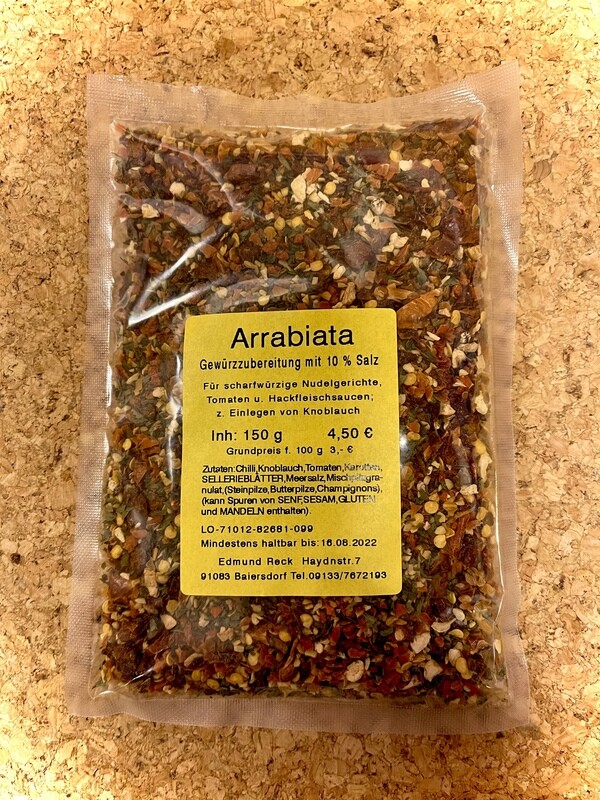 Arrabiata
Gewürzzubereitung mit 10 % Salz
Für scharfwürzige Nudelgerichte,
Tomaten u. Hackfleischsaucen;
z. Einlegen von Knoblauch
Inh: 150 g 4,50 €
Grundpreis f. 100 g 3,- €
Zutaten:Chilli,Knoblauch,Tomaten,Karotten,
SELLERIEBLÄTTER,Meersalz,Mischpilzgra-
nulat,(Steinpilze,Butterpilze,Champignons),
(kann Spuren von SENF,SESAM,GLUTEN
und MANDELN enthalten).
LO-71012-82681-099
Mindestens haltbar bis:16.08.2022
Edmund Reck Haydnstr.7
91083 Baiersdorf Tel.09133/7672193